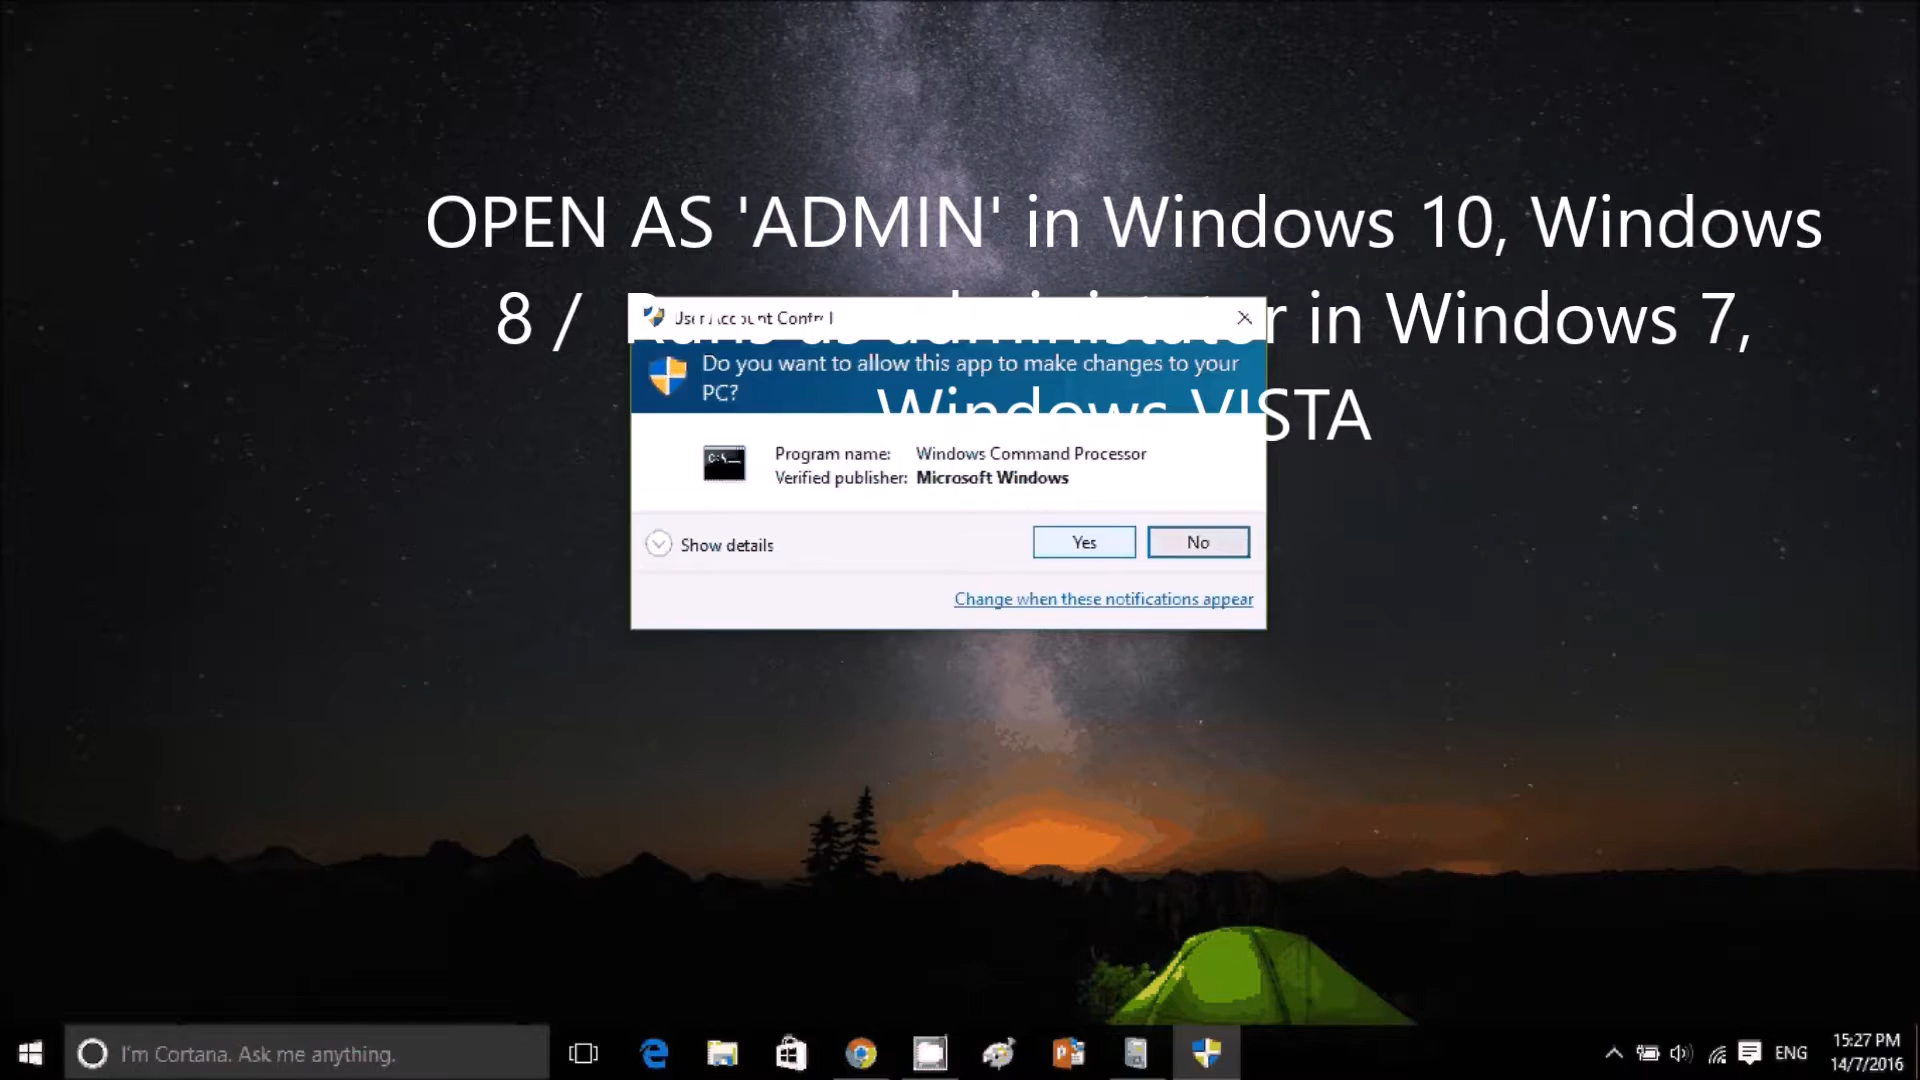 OPEN AS 'ADMIN' in Windows 10, Windows
8 / Runs as administrator in Windows 7,
Windows VISTA
User Account Control
Do you want to allow this app to make changes to your
PC?
C:\_
Program name: Windows Command Processor
Verified publisher: Microsoft Windows
Show details
Yes
No
Change when these notifications appear
I'm Cortana. Ask me anything.
ENG
15:27 PM
14/7/2016